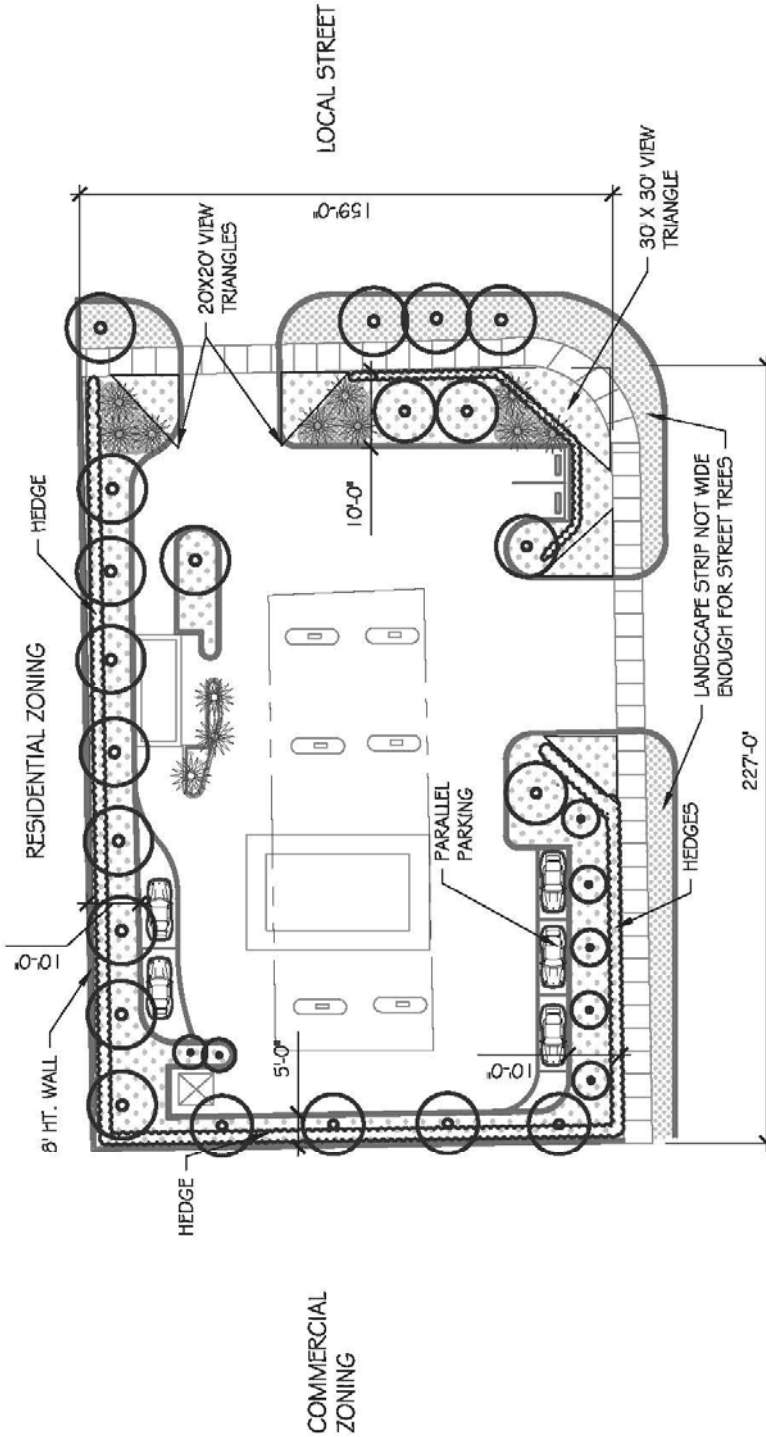 LOCAL STREET
159'-0"
20'X20' VIEW
TRIANGLES
30' X 30' VIEW
TRIANGLE
HEDGE
RESIDENTIAL ZONING
10'-0"
LANDSCAPE STRIP NOT WIDE
ENOUGH FOR STREET TREES
227'-0"
PARALLEL
PARKING
HEDGES
10'-0"
8' HT. WALL
5'-0"
10'-0"
HEDGE
COMMERCIAL
ZONING